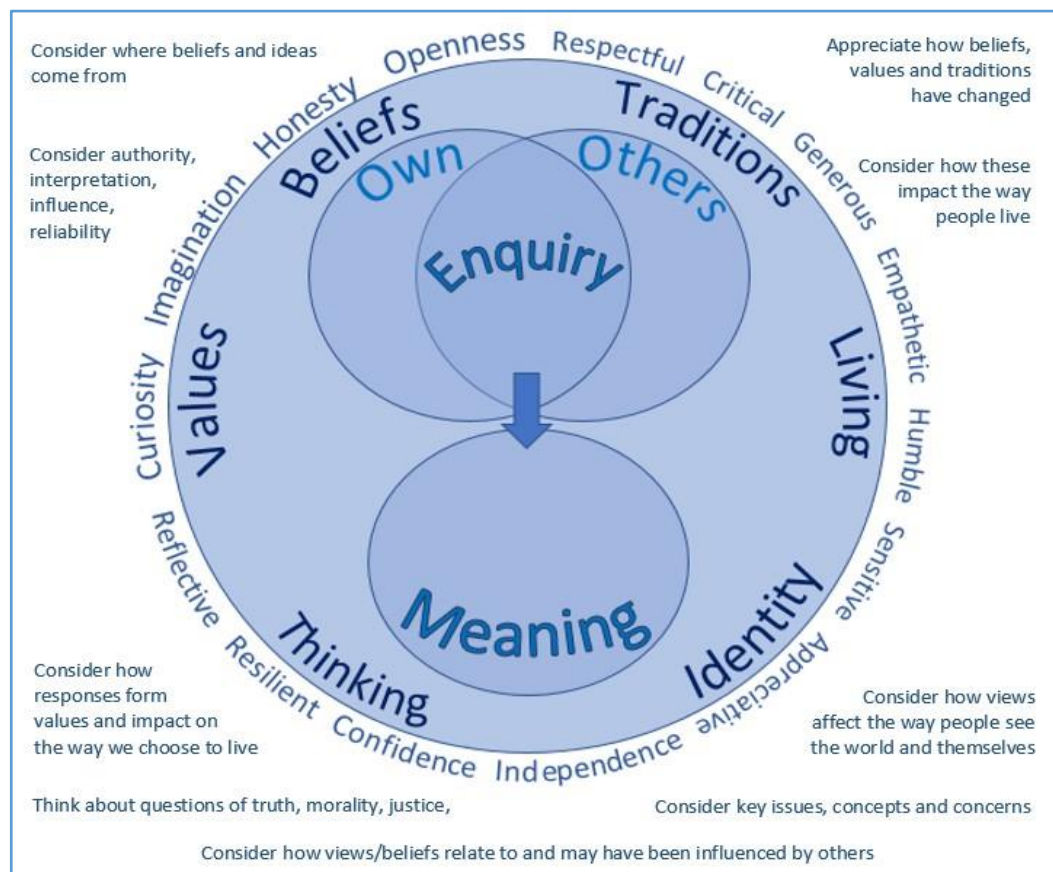 Consider where beliefs and ideas
come from
Appreciate how beliefs,
values and traditions
have changed
Consider authority,
interpretation,
influence,
reliability
Consider how these
impact the way
people live
Curiosity Imagination Honesty Openness Respectful Critical Generous Empathetic Humble Sensitive Appreciative
Reflective Resilient Confidence Independence
Beliefs
Traditions
Own
Others
Enquiry
Values
Living
Meaning
Thinking
Identity
Consider how
responses form
values and impact on
the way we choose to live
Consider how views
affect the way people see
the world and themselves
Think about questions of truth, morality, justice,
Consider key issues, concepts and concerns
Consider how views/beliefs relate to and may have been influenced by others